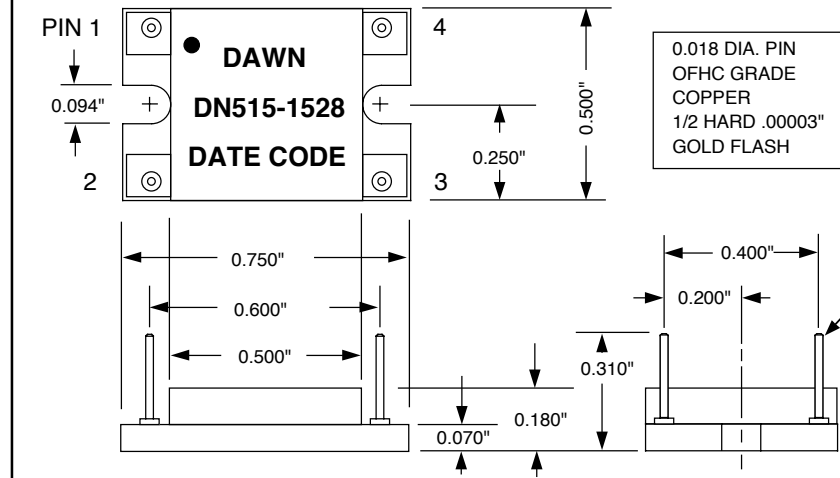 PIN 1
4
DAWN
0.094"
DN515-1528
DATE CODE
0.250"
0.500"
2
3
0.018 DIA. PIN
OFHC GRADE
COPPER
1/2 HARD .00003"
GOLD FLASH
0.750"
0.600"
0.500"
0.070"
0.180"
0.310"
0.400"
0.200"